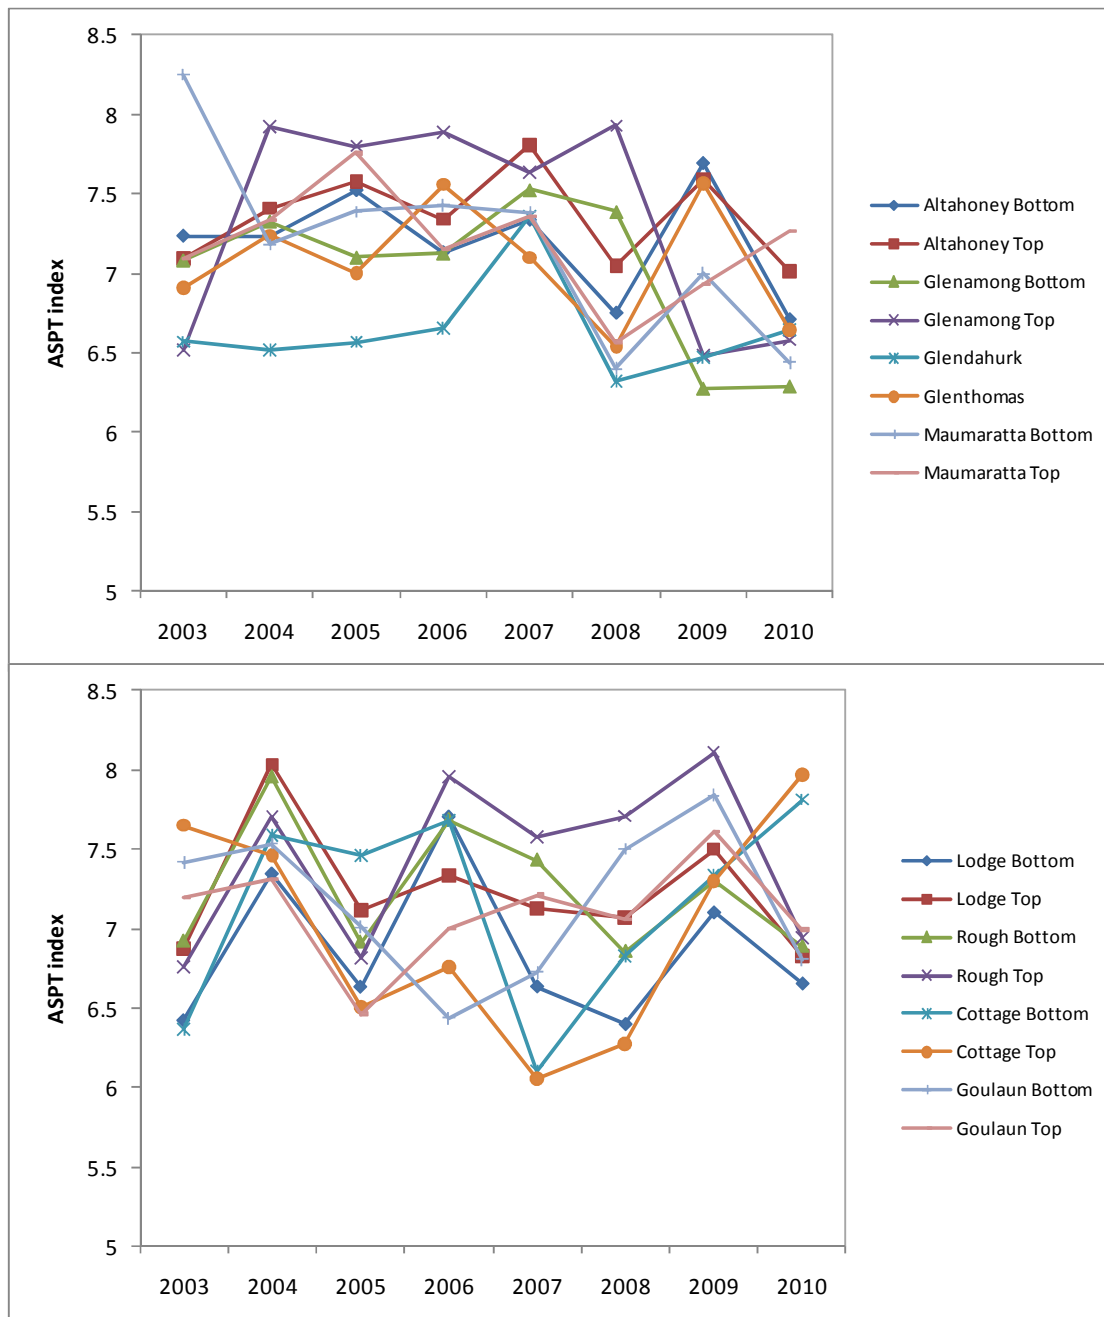 8.5
8
7.5
7
6.5
6
5.5
5
ASPT index
2003 2004 2005 2006 2007 2008 2009 2010
Altahoney Bottom
Altahoney Top
Glenamong Bottom
Glenamong Top
Glendahurk
Glenthomas
Maumaratta Bottom
Maumaratta Top
8.5
8
7.5
7
6.5
6
5.5
5
ASPT index
2003 2004 2005 2006 2007 2008 2009 2010
Lodge Bottom
Lodge Top
Rough Bottom
Rough Top
Cottage Bottom
Cottage Top
Goulaun Bottom
Goulaun Top